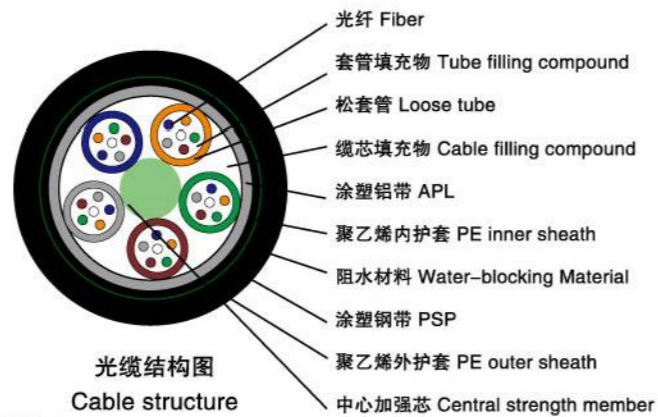 光纤 Fiber
套管填充物 Tube filling compound
松套管 Loose tube
缆芯填充物 Cable filling compound
涂塑铝带 APL
聚乙烯内护套 PE inner sheath
阻水材料 Water-blocking Material
涂塑钢带 PSP
聚乙烯外护套 PE outer sheath
中心加强芯 Central strength member
光缆结构图
Cable structure